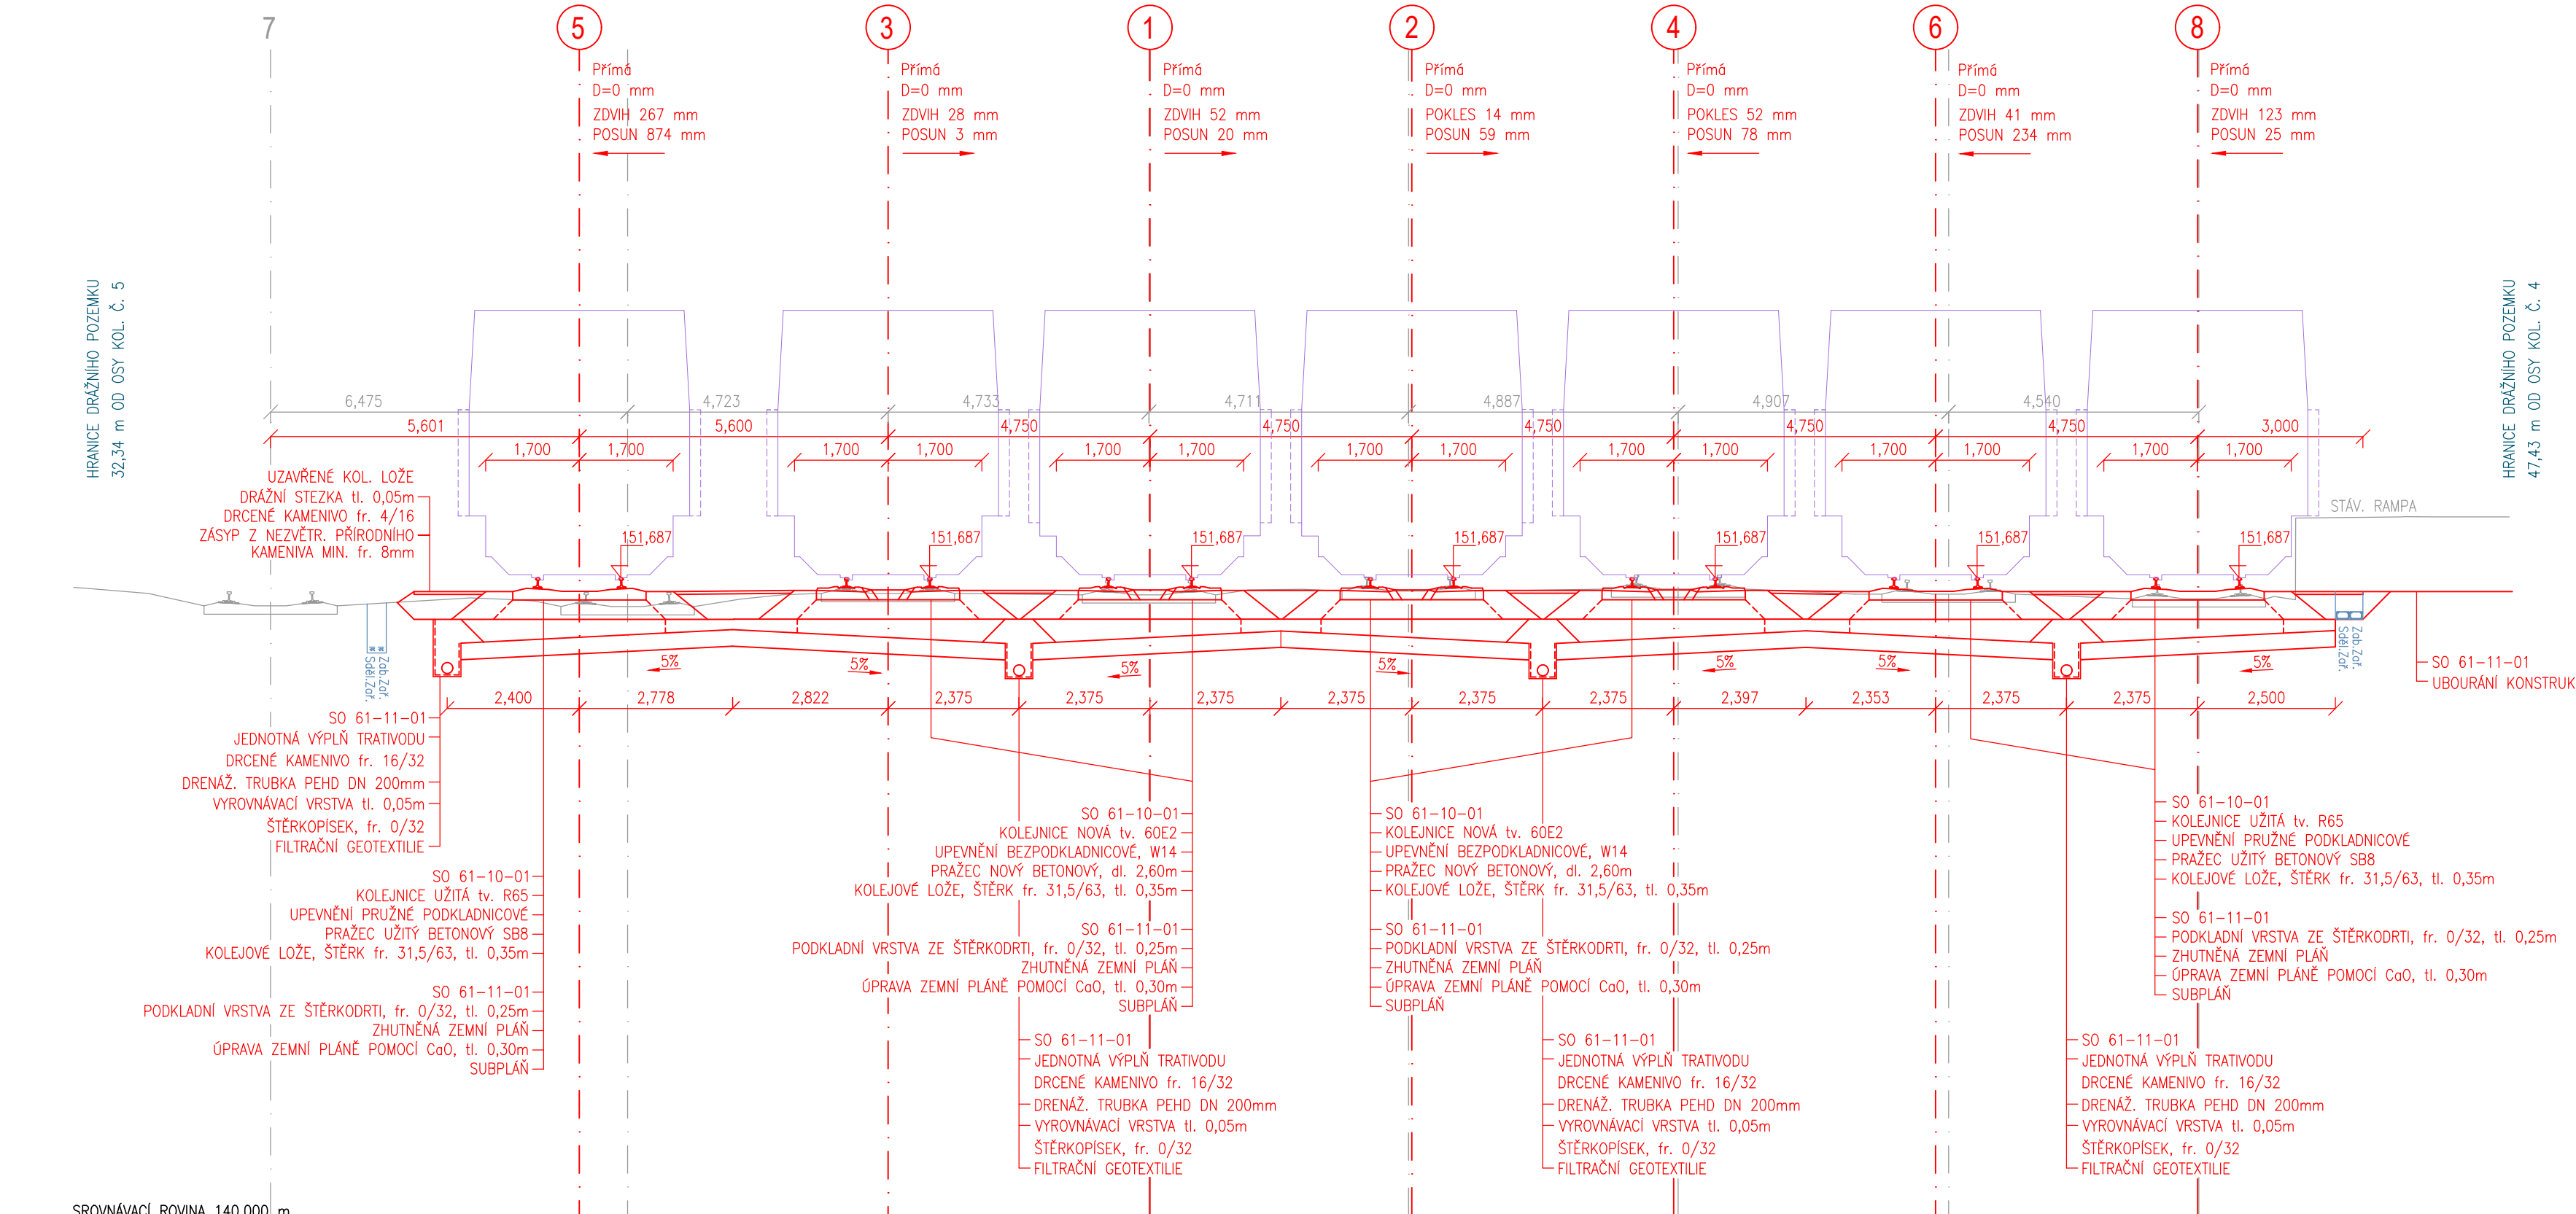 7
5
3
1
2
4
6
8
Přímá
D=0 mm
ZDVIH 267 mm
POSUN 874 mm
Přímá
D=0 mm
ZDVIH 28 mm
POSUN 3 mm
Přímá
D=0 mm
ZDVIH 52 mm
POSUN 20 mm
Přímá
D=0 mm
POKLES 14 mm
POSUN 59 mm
Přímá
D=0 mm
POKLES 52 mm
POSUN 78 mm
Přímá
D=0 mm
ZDVIH 41 mm
POSUN 234 mm
Přímá
D=0 mm
ZDVIH 123 mm
POSUN 25 mm
HRANICE DRÁŽNÍHO POZEMKU
32,34 m OD OSY KOL. Č. 5
HRANICE DRÁŽNÍHO POZEMKU
47,43 m OD OSY KOL. Č. 4
6,475
4,723
4,733
4,711
4,887
4,907
4,540
5,601
5,600
4,750
4,750
4,750
4,750
4,750
3,000
1,700
1,700
1,700
1,700
1,700
1,700
1,700
1,700
1,700
1,700
1,700
1,700
1,700
1,700
UZAVŘENÉ KOL. LOŽE
DRÁŽNÍ STEZKA tl. 0,05m
DRCENÉ KAMENIVO fr. 4/16
ZÁSYP Z NEZVĚTR. PŘÍRODNÍHO
KAMENIVA MIN. fr. 8mm
STÁV. RAMPA
151,687
151,687
151,687
151,687
151,687
151,687
151,687
Zab.Zař.
Sděl.Zař.
Zab.Zař.
Sděl.Zař.
5%
5%
5%
5%
5%
5%
5%
SO 61-11-01
UBOURÁNÍ KONSTRUK
2,400
2,778
2,822
2,375
2,375
2,375
2,375
2,375
2,375
2,397
2,353
2,375
2,375
2,500
SO 61-11-01
JEDNOTNÁ VÝPLŇ TRATIVODU
DRCENÉ KAMENIVO fr. 16/32
DRENÁŽ. TRUBKA PEHD DN 200mm
VYROVNÁVACÍ VRSTVA tl. 0,05m
ŠTĚRKOPÍSEK, fr. 0/32
FILTRAČNÍ GEOTEXTILIE
SO 61-10-01
KOLEJNICE UŽITÁ tv. R65
UPEVNĚNÍ PRUŽNÉ PODKLADNICOVÉ
PRAŽEC UŽITÝ BETONOVÝ SB8
KOLEJOVÉ LOŽE, ŠTĚRK fr. 31,5/63, tl. 0,35m
SO 61-11-01
PODKLADNÍ VRSTVA ZE ŠTĚRKODRTI, fr. 0/32, tl. 0,25m
ZHUTNĚNÁ ZEMNÍ PLÁŇ
ÚPRAVA ZEMNÍ PLÁNĚ POMOCÍ CaO, tl. 0,30m
SUBPLÁŇ
SO 61-10-01
KOLEJNICE NOVÁ tv. 60E2
UPEVNĚNÍ BEZPODKLADNICOVÉ, W14
PRAŽEC NOVÝ BETONOVÝ, dl. 2,60m
KOLEJOVÉ LOŽE, ŠTĚRK fr. 31,5/63, tl. 0,35m
SO 61-11-01
PODKLADNÍ VRSTVA ZE ŠTĚRKODRTI, fr. 0/32, tl. 0,25m
ZHUTNĚNÁ ZEMNÍ PLÁŇ
ÚPRAVA ZEMNÍ PLÁNĚ POMOCÍ CaO, tl. 0,30m
SUBPLÁŇ
SO 61-11-01
JEDNOTNÁ VÝPLŇ TRATIVODU
DRCENÉ KAMENIVO fr. 16/32
DRENÁŽ. TRUBKA PEHD DN 200mm
VYROVNÁVACÍ VRSTVA tl. 0,05m
ŠTĚRKOPÍSEK, fr. 0/32
FILTRAČNÍ GEOTEXTILIE
SO 61-10-01
KOLEJNICE NOVÁ tv. 60E2
UPEVNĚNÍ BEZPODKLADNICOVÉ, W14
PRAŽEC NOVÝ BETONOVÝ, dl. 2,60m
KOLEJOVÉ LOŽE, ŠTĚRK fr. 31,5/63, tl. 0,35m
SO 61-11-01
PODKLADNÍ VRSTVA ZE ŠTĚRKODRTI, fr. 0/32, tl. 0,25m
ZHUTNĚNÁ ZEMNÍ PLÁŇ
ÚPRAVA ZEMNÍ PLÁNĚ POMOCÍ CaO, tl. 0,30m
SUBPLÁŇ
SO 61-11-01
JEDNOTNÁ VÝPLŇ TRATIVODU
DRCENÉ KAMENIVO fr. 16/32
DRENÁŽ. TRUBKA PEHD DN 200mm
VYROVNÁVACÍ VRSTVA tl. 0,05m
ŠTĚRKOPÍSEK, fr. 0/32
FILTRAČNÍ GEOTEXTILIE
SO 61-10-01
KOLEJNICE UŽITÁ tv. R65
UPEVNĚNÍ PRUŽNÉ PODKLADNICOVÉ
PRAŽEC UŽITÝ BETONOVÝ SB8
KOLEJOVÉ LOŽE, ŠTĚRK fr. 31,5/63, tl. 0,35m
SO 61-11-01
PODKLADNÍ VRSTVA ZE ŠTĚRKODRTI, fr. 0/32, tl. 0,25m
ZHUTNĚNÁ ZEMNÍ PLÁŇ
ÚPRAVA ZEMNÍ PLÁNĚ POMOCÍ CaO, tl. 0,30m
SUBPLÁŇ
SO 61-11-01
JEDNOTNÁ VÝPLŇ TRATIVODU
DRCENÉ KAMENIVO fr. 16/32
DRENÁŽ. TRUBKA PEHD DN 200mm
VYROVNÁVACÍ VRSTVA tl. 0,05m
ŠTĚRKOPÍSEK, fr. 0/32
FILTRAČNÍ GEOTEXTILIE
SROVNÁVACÍ ROVINA 140,000 m